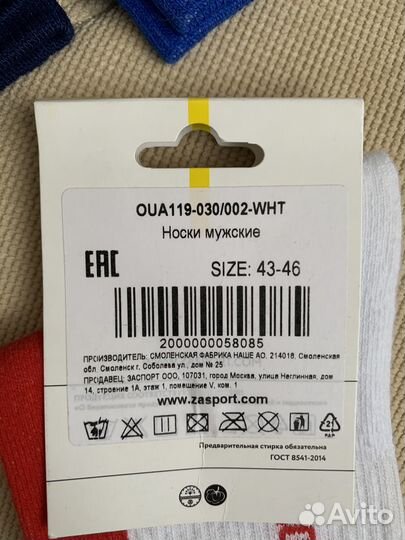 OUA119-030/002-WHT
Носки мужские
EAC SIZE: 43-46
2000000058085
ПРОИЗВОДИТЕЛЬ: СМОЛЕНСКАЯ ФАБРИКА НАШЕ АО. 214018, Смоленская
обл. Смоленск г. Соболева ул., дом № 25
ПРОДАВЕЦ: ЗАСПОРТ ООО, 107031, город Москва, улица Неглинная, дом
14, строение 1А, этаж 1, помещение V, ком. 1
www.zasport.com
Предварительная стирка обязательна
ГОСТ 8541-2014
Avito